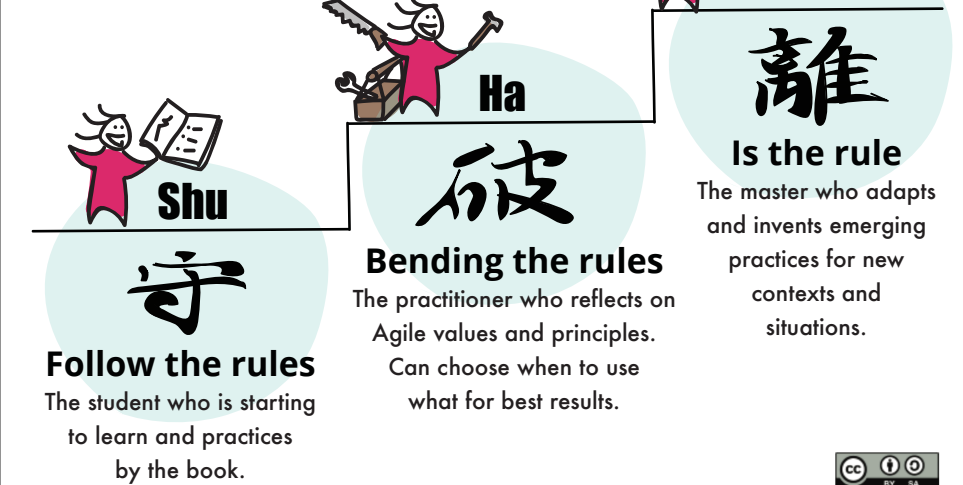 Shu
守
Follow the rules
The student who is starting
to learn and practices
by the book.
Ha
破
Bending the rules
The practitioner who reflects on
Agile values and principles.
Can choose when to use
what for best results.
離
Is the rule
The master who adapts
and invents emerging
practices for new
contexts and
situations.
cc
BY SA